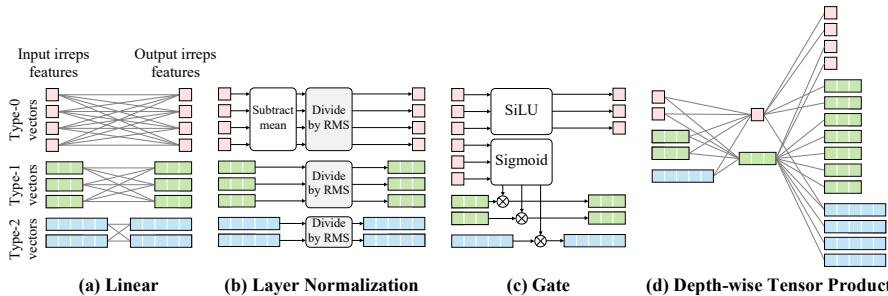 Input irreps
features
Output irreps
features
Type-0
vectors
Type-1
vectors
Type-2
vectors
(a) Linear
Subtract
mean
Divide
by RMS
Divide
by RMS
Divide
by RMS
(b) Layer Normalization
SiLU
Sigmoid
(c) Gate
(d) Depth-wise Tensor Product